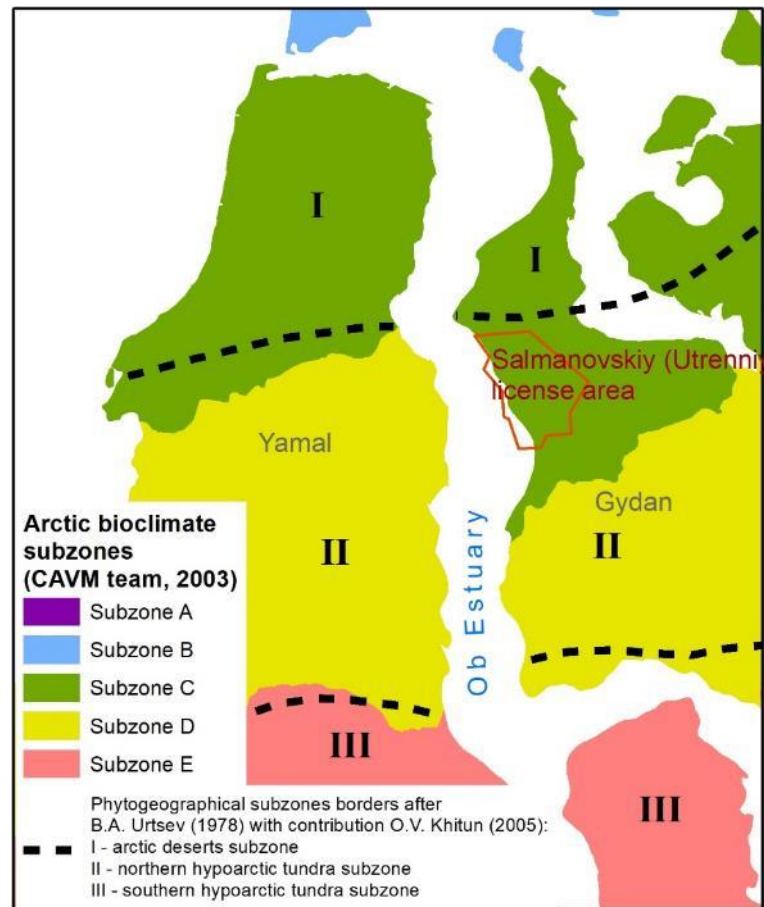 I
I
Salmanovskiy (Utrenniy
license area
Yamal
Gydan
II
II
Ob Estuary
III
III
Arctic bioclimate
subzones
(CAVM team, 2003)
Subzone A
Subzone B
Subzone C
Subzone D
Subzone E
Phytogeographical subzones borders after
B.A. Urtsev (1978) with contribution O.V. Khitun (2005):
I - arctic deserts subzone
II - northern hypoarctic tundra subzone
III - southern hypoarctic tundra subzone